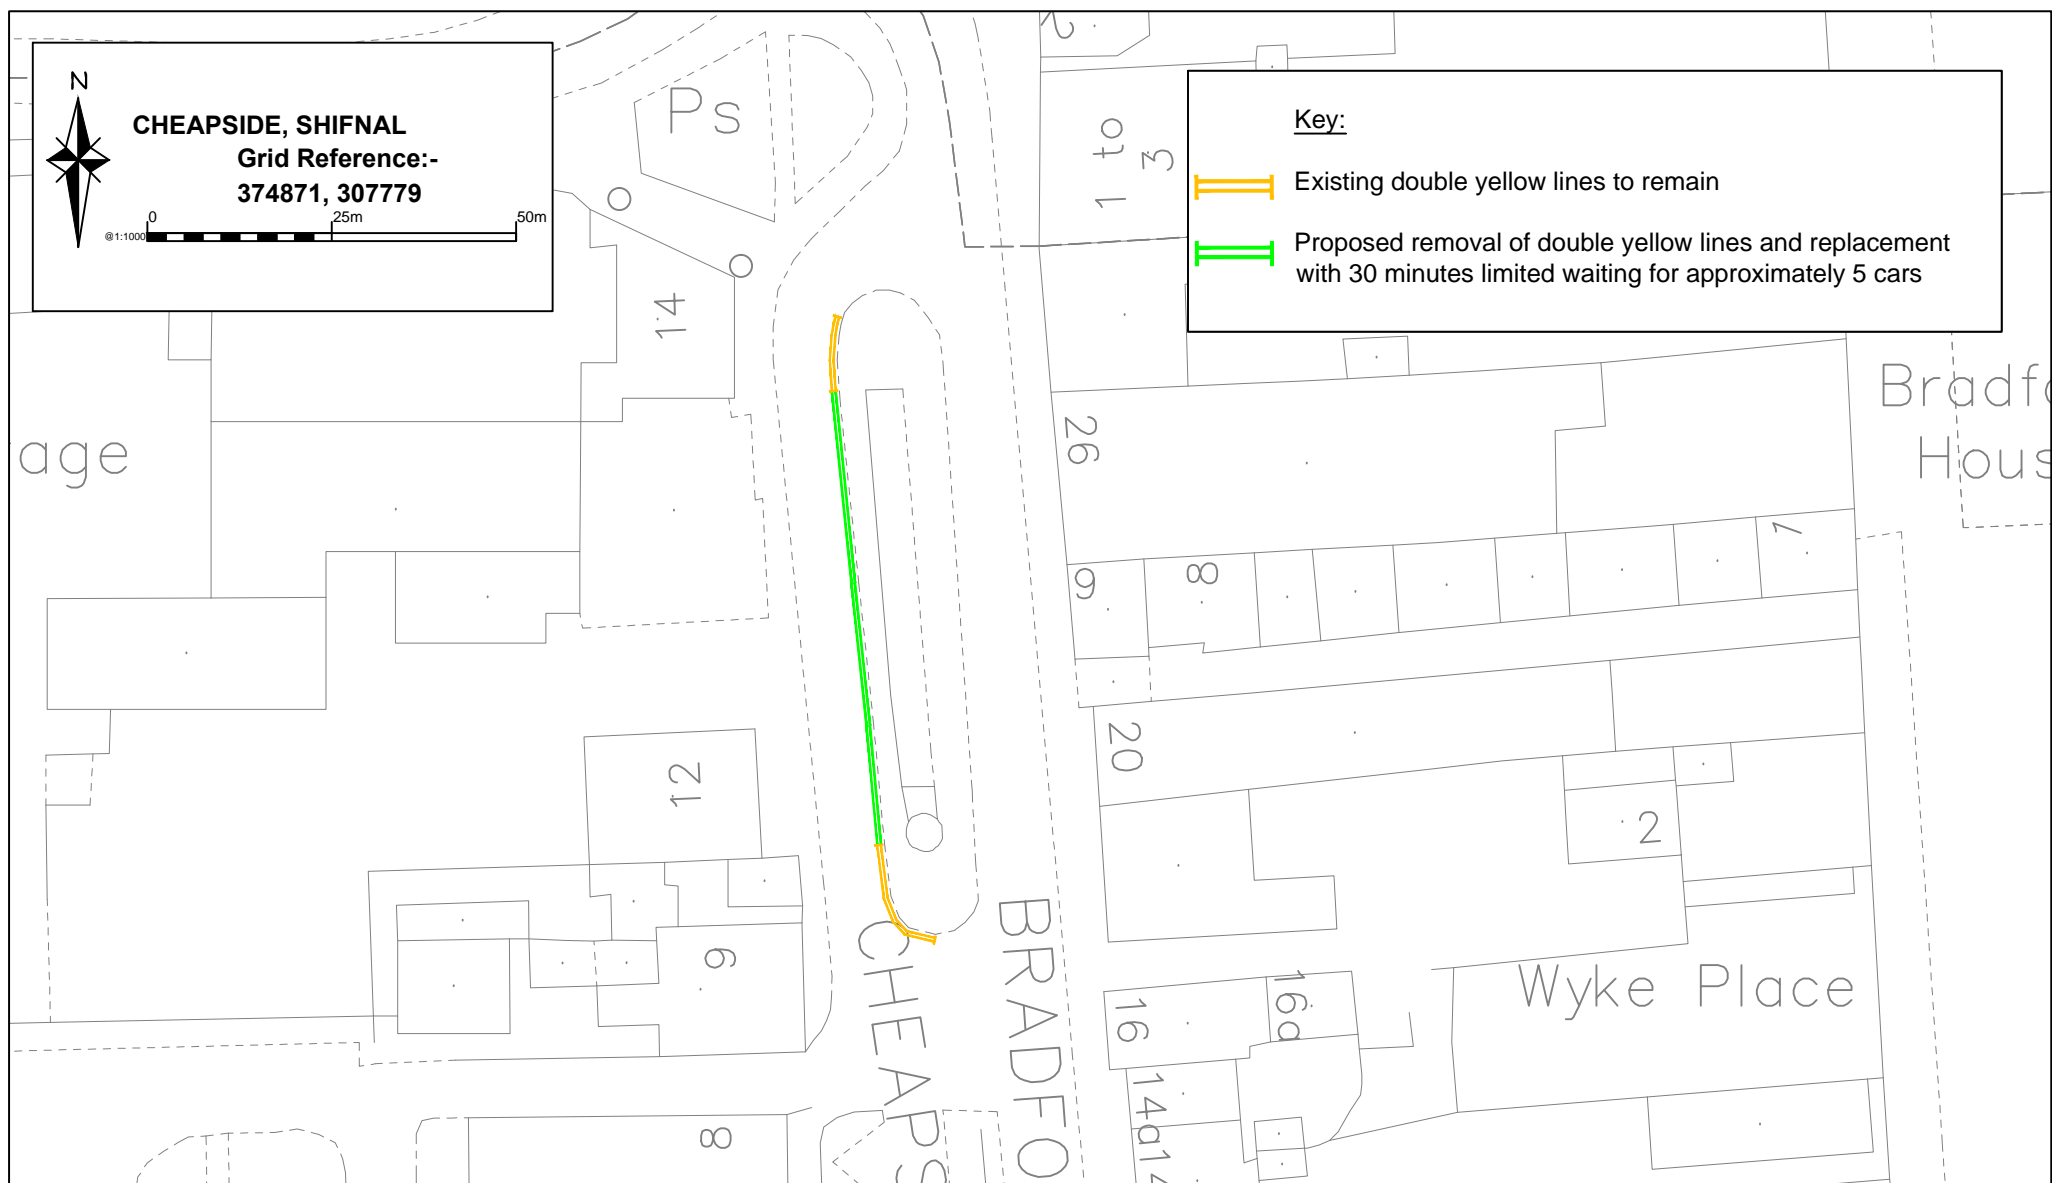 N
CHEAPSIDE, SHIFNAL
Grid Reference:-
374871, 307779
0 25m 50m
@1:1000
Key:
Existing double yellow lines to remain
Proposed removal of double yellow lines and replacement
with 30 minutes limited waiting for approximately 5 cars
Ps
1 to
3
14
age
26
Bradfo
Hous
9
8
7
20
12
2
6
CHEAPS
BRADFO
Wyke Place
16
16a
14a
8